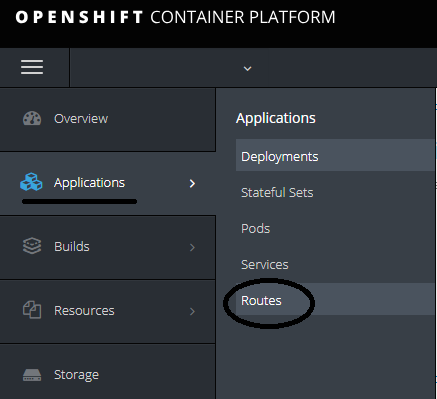 OPENSHIFT CONTAINER PLATFORM
Overview
Applications
Builds
Resources
Storage
Applications
Deployments
Stateful Sets
Pods
Services
Routes